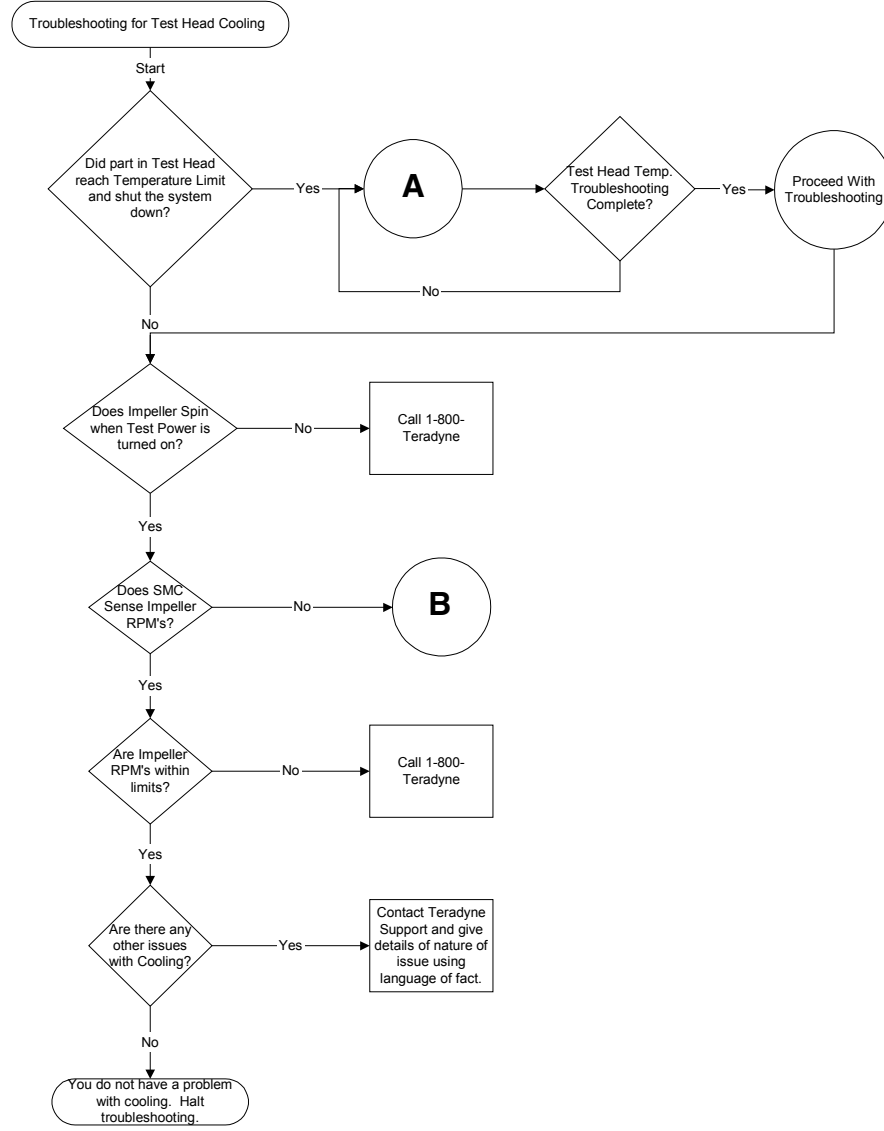 Troubleshooting for Test Head Cooling
Start
Did part in Test Head
reach Temperature Limit
and shut the system
down?
Yes
A
Test Head Temp.
Troubleshooting
Complete?
Yes
Proceed With
Troubleshooting
No
No
Does Impeller Spin
when Test Power is
turned on?
No
Call 1-800-
Teradyne
Yes
Does SMC
Sense Impeller
RPM's?
No
B
Yes
Are Impeller
RPM's within
limits?
No
Call 1-800-
Teradyne
Yes
Are there any
other issues
with Cooling?
Yes
Contact Teradyne
Support and give
details of nature of
issue using
language of fact.
No
You do not have a problem
with cooling. Halt
troubleshooting.